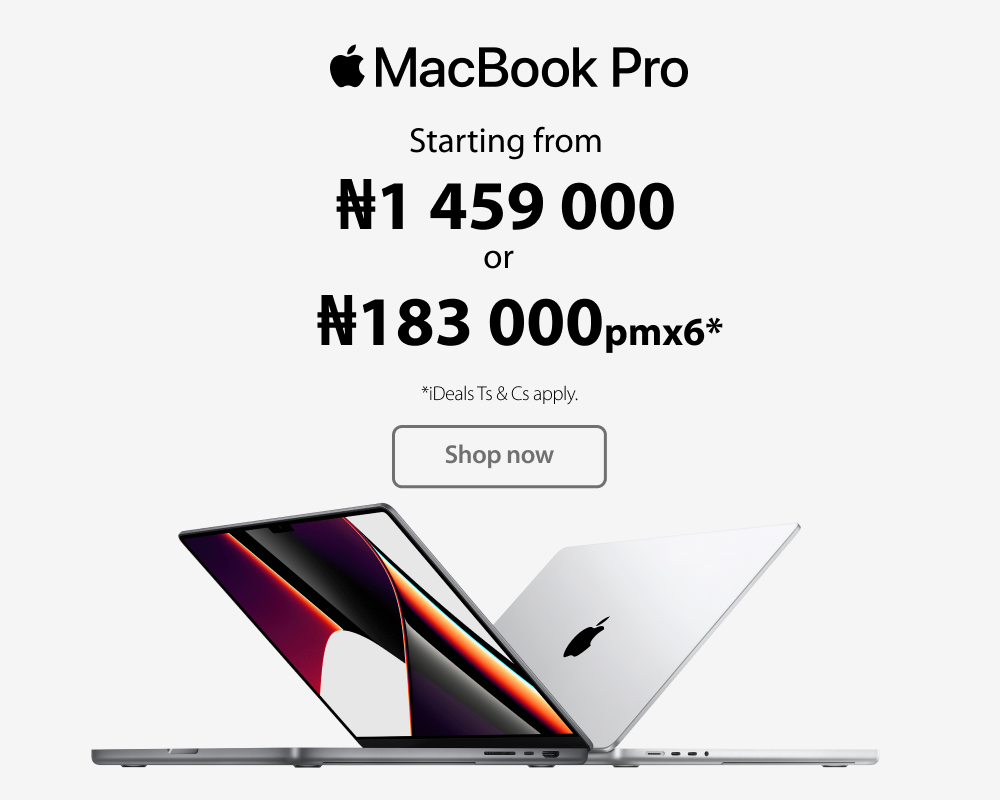 MacBook Pro
Starting from
₦1 459 000
or
₦183 000pmx6*
*iDeals Ts & Cs apply.
Shop now